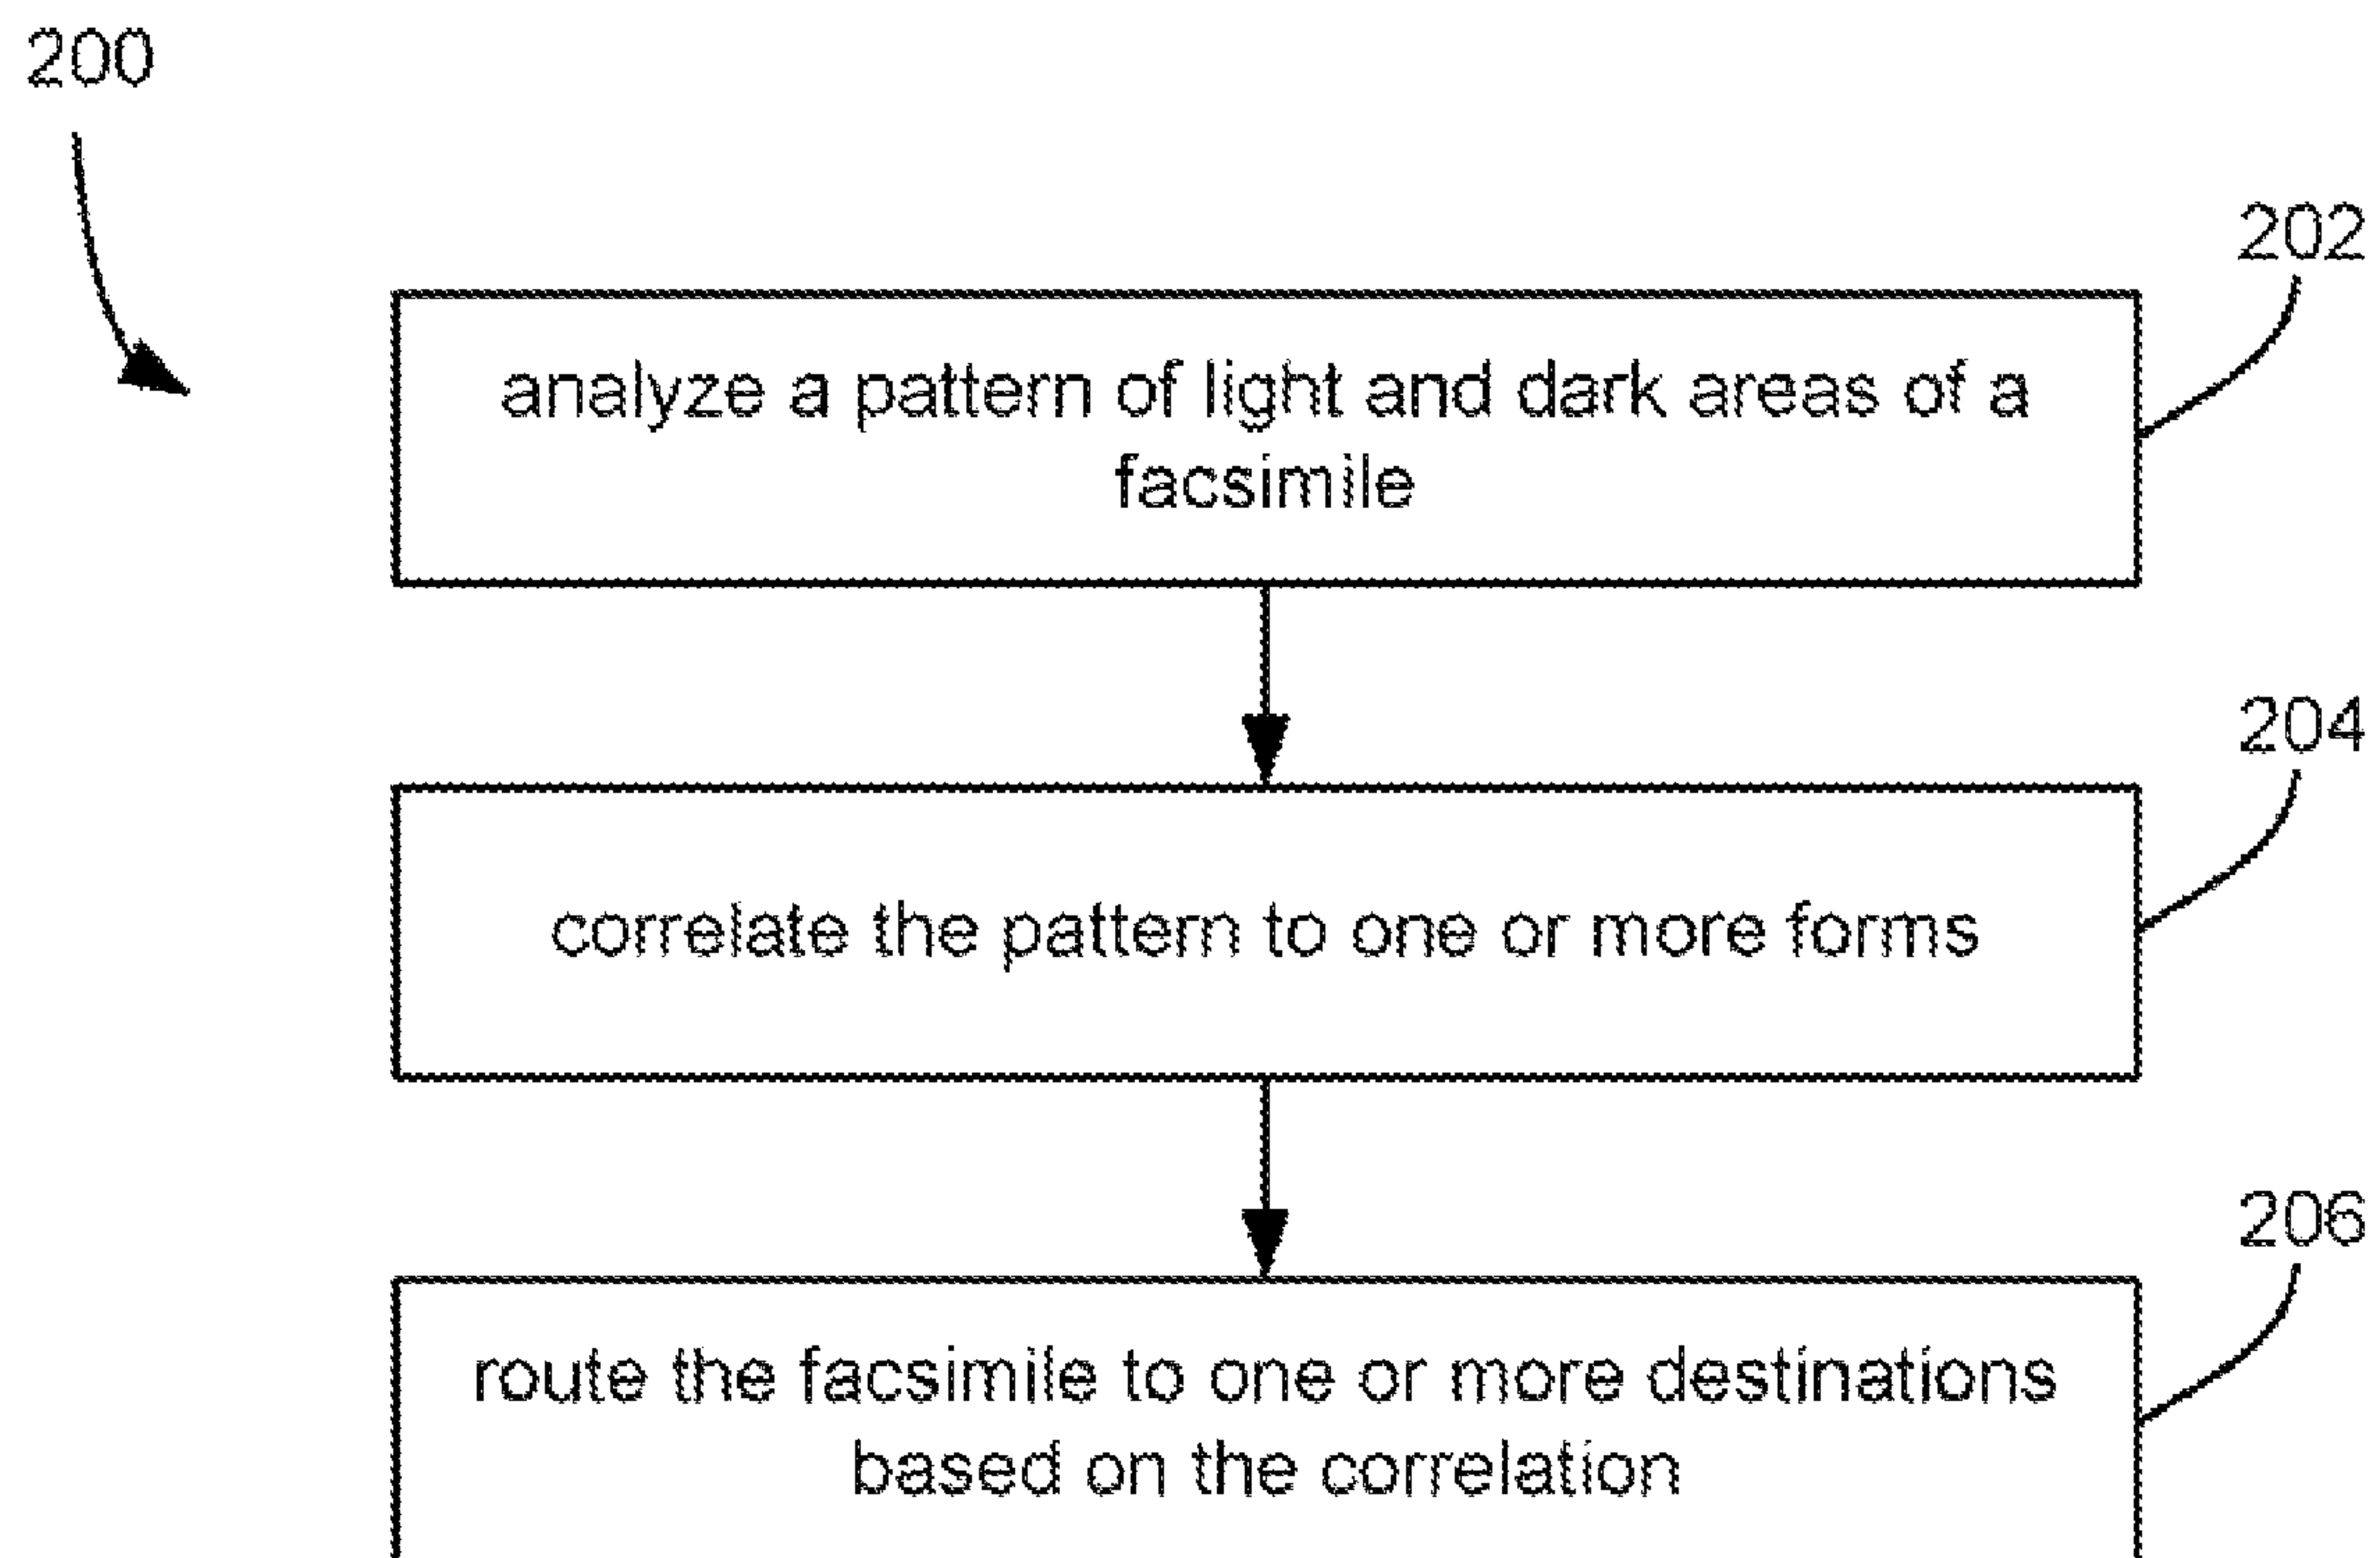 200
202
analyze a pattern of light and dark areas of a
facsimile
204
correlate the pattern to one or more forms
206
route the facsimile to one or more destinations
based on the correlation